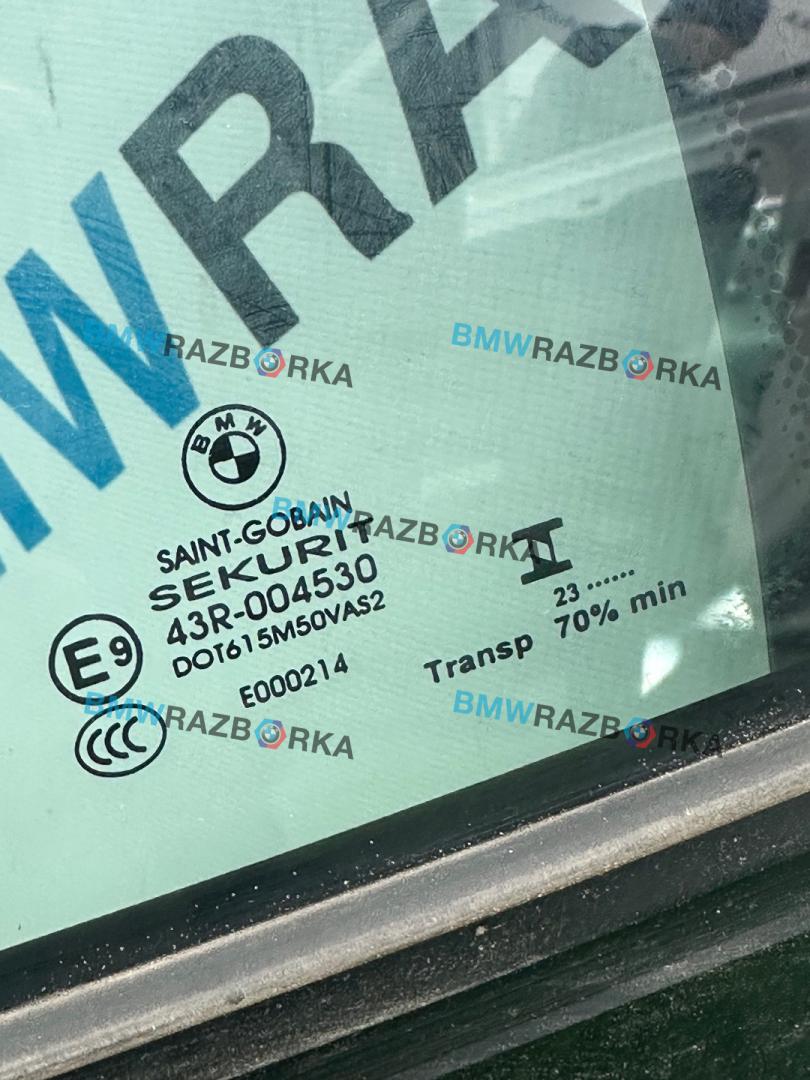 BMWRA
BMWRAZBORKA
BMWRAZBORKA
BMW
SAINT-GOBAIN
BMWRAZBORKA
SEKURIT
43R-004530
DOT615M50VAS2
E000214
E9
CCC
23 ......
Transp 70% min
BMWRAZBORKA
BMWRAZBORKA